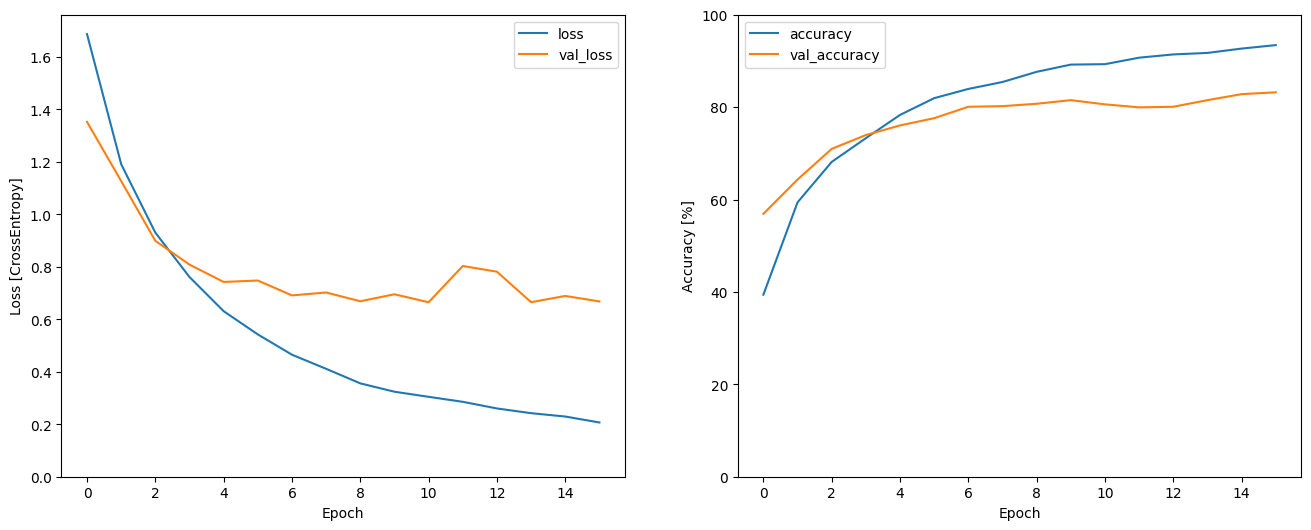 loss
val_loss
Loss [CrossEntropy]
1.6
1.4
1.2
1.0
0.8
0.6
0.4
0.2
0.0
0 2 4 6 8 10 12 14
Epoch
accuracy
val_accuracy
Accuracy [%]
100
80
60
40
20
0
0 2 4 6 8 10 12 14
Epoch